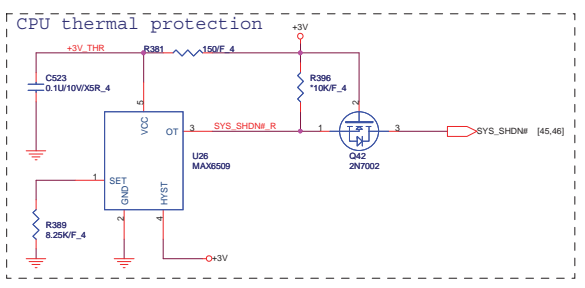 CPU thermal protection
+3V
+3V_THR
R381
150/F_4
C523
0.1U/10V/X5R_4
R396
*10K/F_4
5
2
VCC
OT
3
SYS_SHDN#_R
1
3
SYS_SHDN#
[45,46]
U26
MAX6509
Q42
2N7002
1
SET
GND
HYST
2
4
R389
8.25K/F_4
+3V